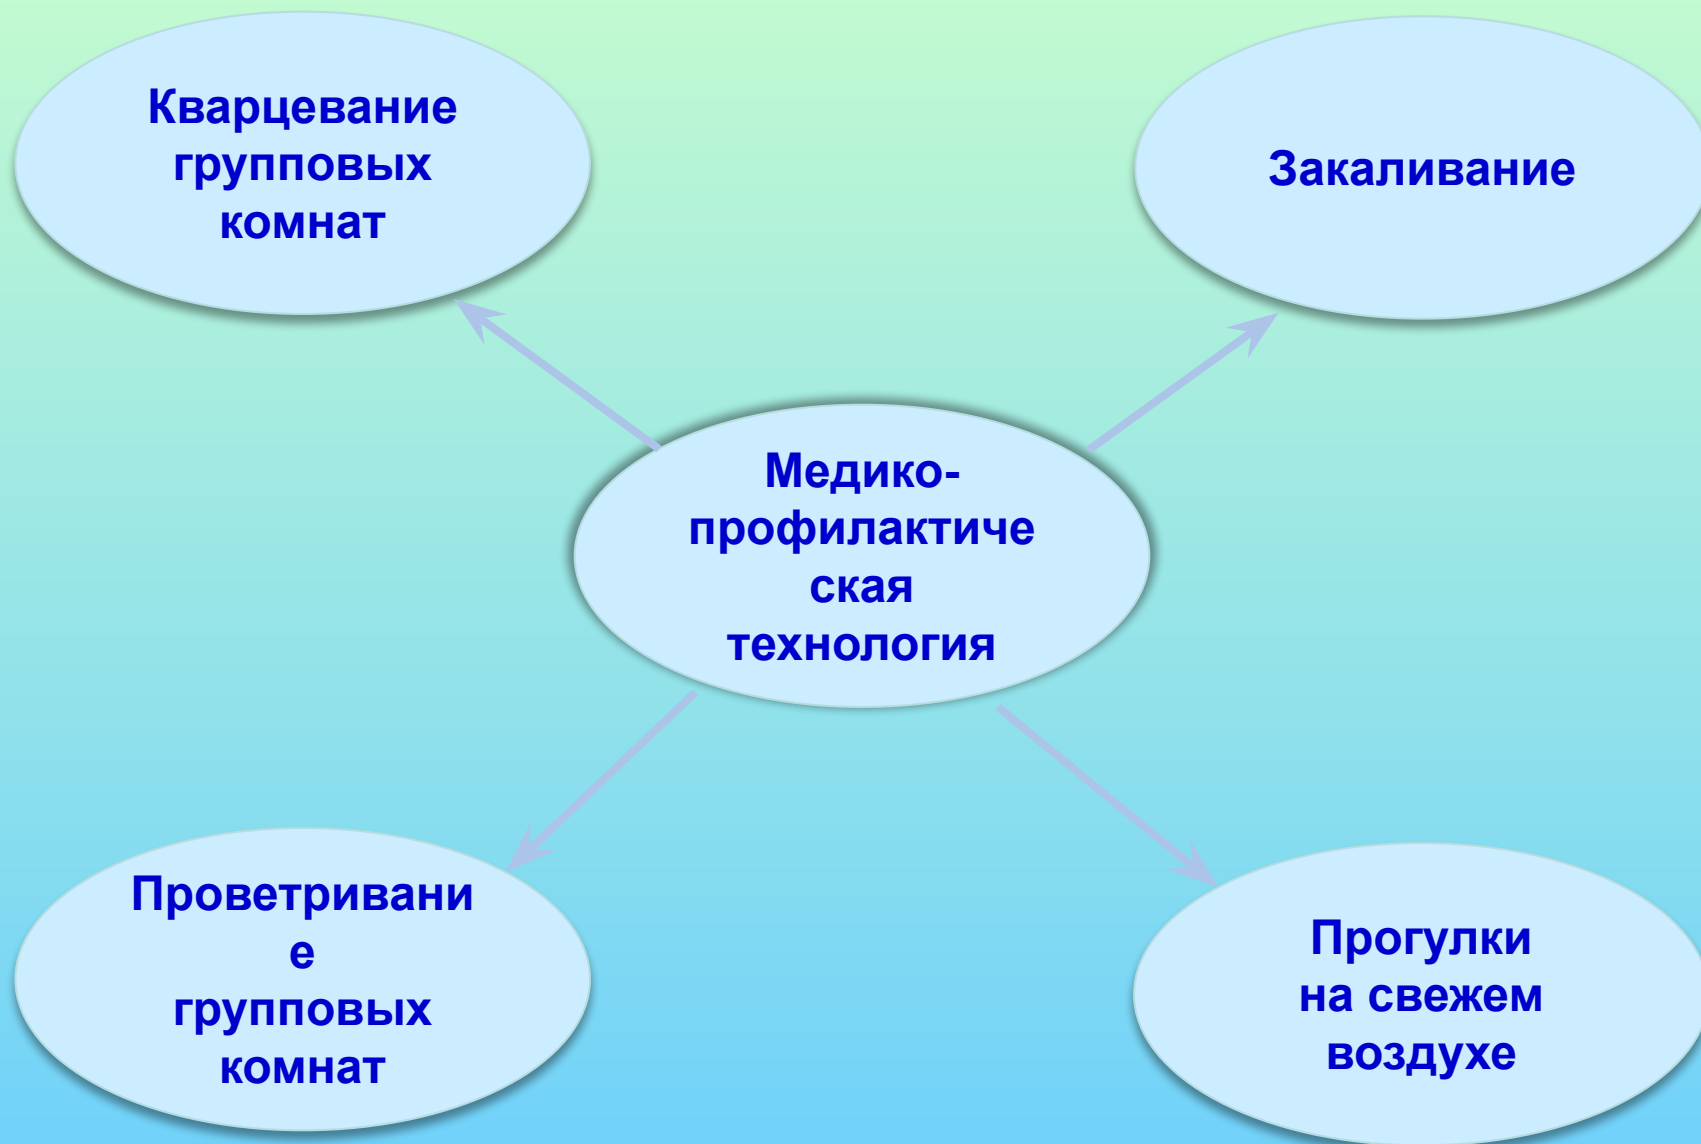 Кварцевание
групповых
комнат
Закаливание
Медико-
профилактиче
ская
технология
Проветривани
е
групповых
комнат
Прогулки
на свежем
воздухе